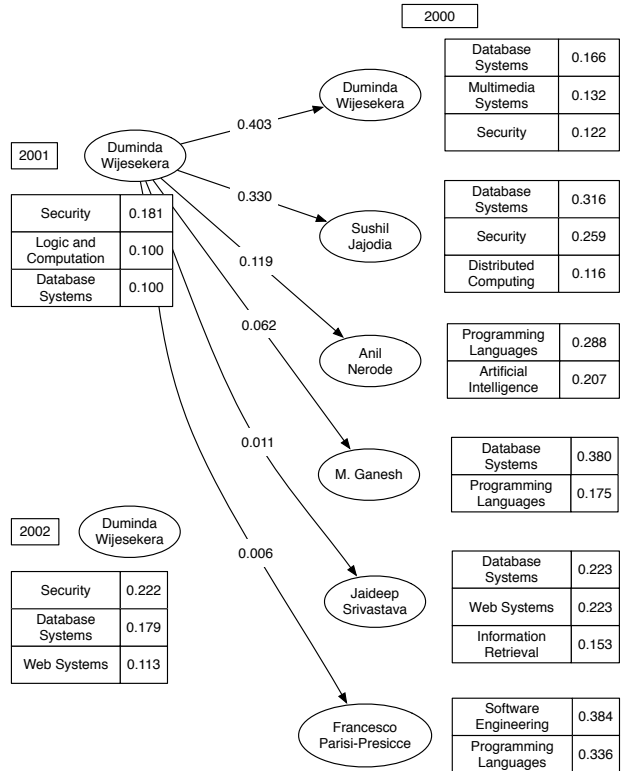 2000
Duminda
Wijesekera
Database
Systems
0.166
Multimedia
Systems
0.132
Security
0.122
0.403
2001
Duminda
Wijesekera
Security
0.181
Logic and
Computation
0.100
Database
Systems
0.100
0.330
Sushil
Jajodia
Database
Systems
0.316
Security
0.259
Distributed
Computing
0.116
0.119
Anil
Nerode
Programming
Languages
0.288
Artificial
Intelligence
0.207
0.062
M. Ganesh
Database
Systems
0.380
Programming
Languages
0.175
0.011
Jaideep
Srivastava
Database
Systems
0.223
Web Systems
0.223
Information
Retrieval
0.153
2002
Duminda
Wijesekera
Security
0.222
Database
Systems
0.179
Web Systems
0.113
0.006
Francesco
Parisi-Presicce
Software
Engineering
0.384
Programming
Languages
0.336